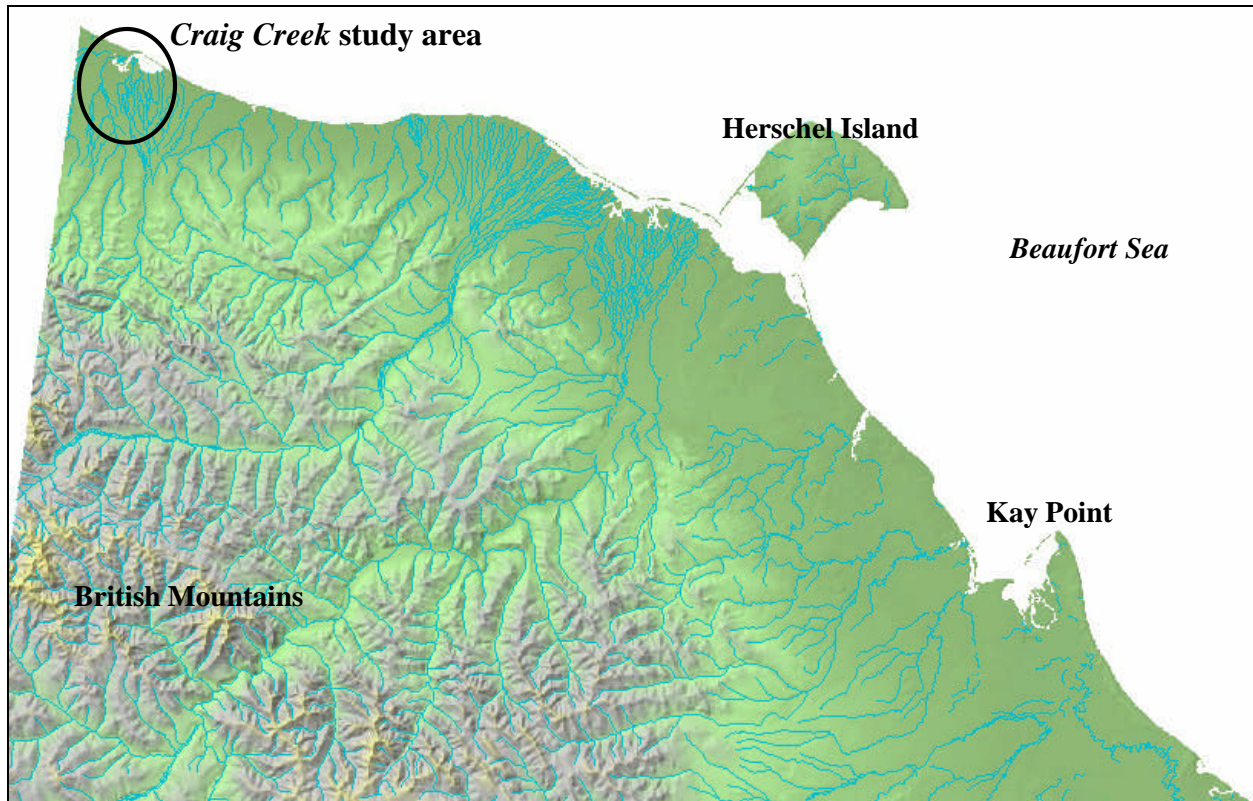 Craig Creek study area
Herschel Island
Beaufort Sea
Kay Point
British Mountains